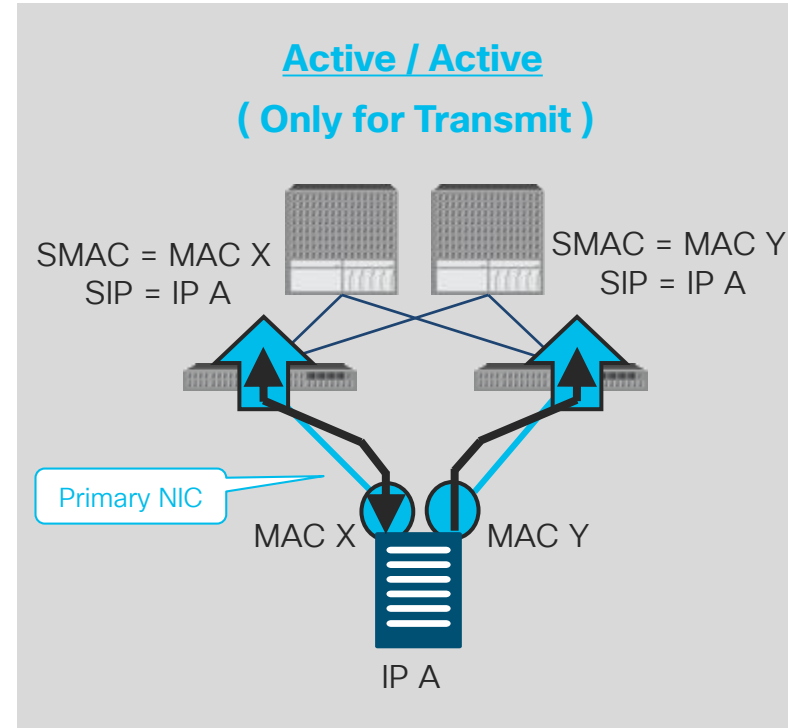 Active / Active
( Only for Transmit )
SMAC = MAC X
SIP = IP A
SMAC = MAC Y
SIP = IP A
Primary NIC
MAC X
MAC Y
IP A